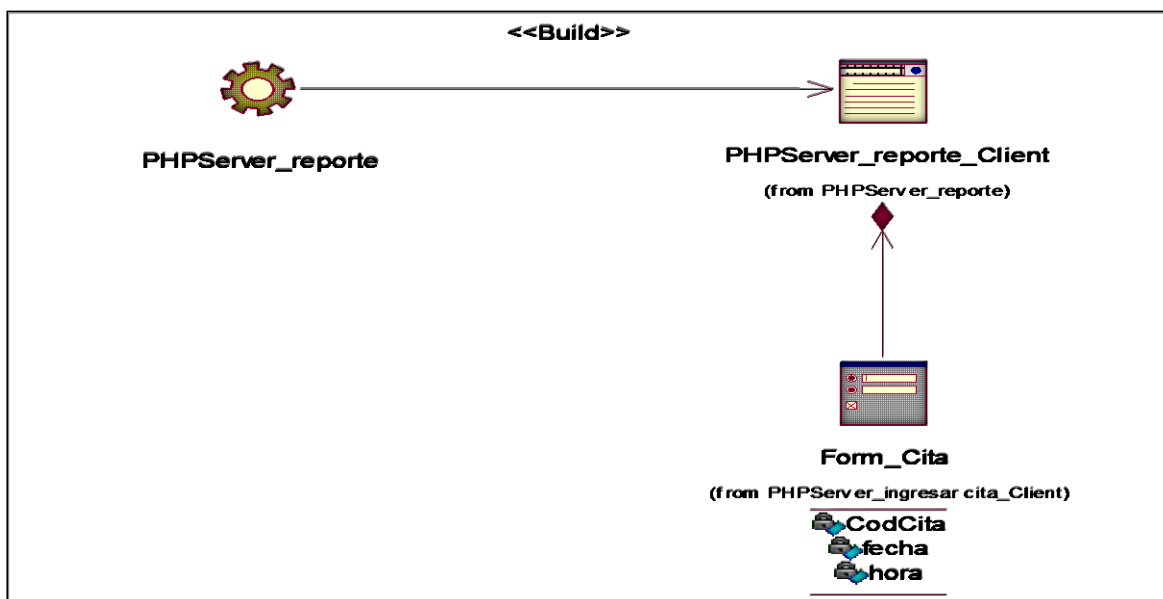 <<Build>>
PHPServer_reporte
PHPServer_reporte_Client
(from PHPServer_reporte)
Form_Cita
(from PHPServer_ingresar cita_Client)
CodCita
fecha
hora